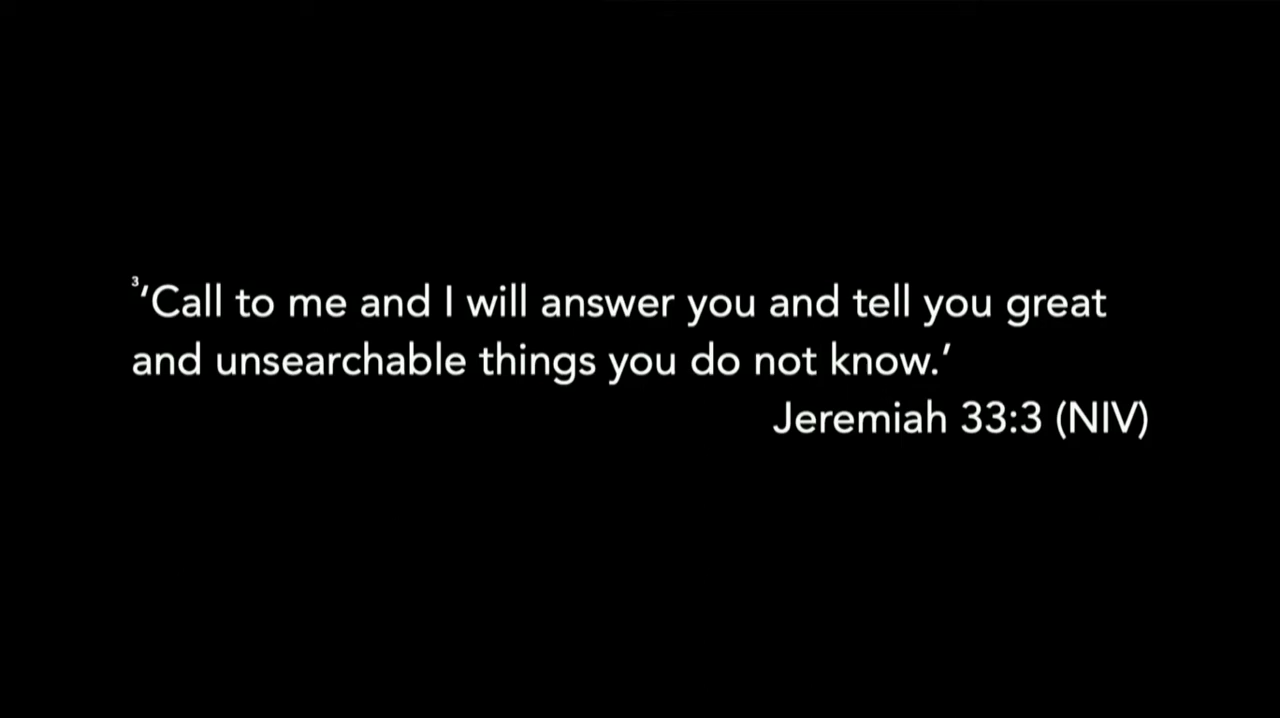 ³‘Call to me and I will answer you and tell you great
and unsearchable things you do not know.’
Jeremiah 33:3 (NIV)